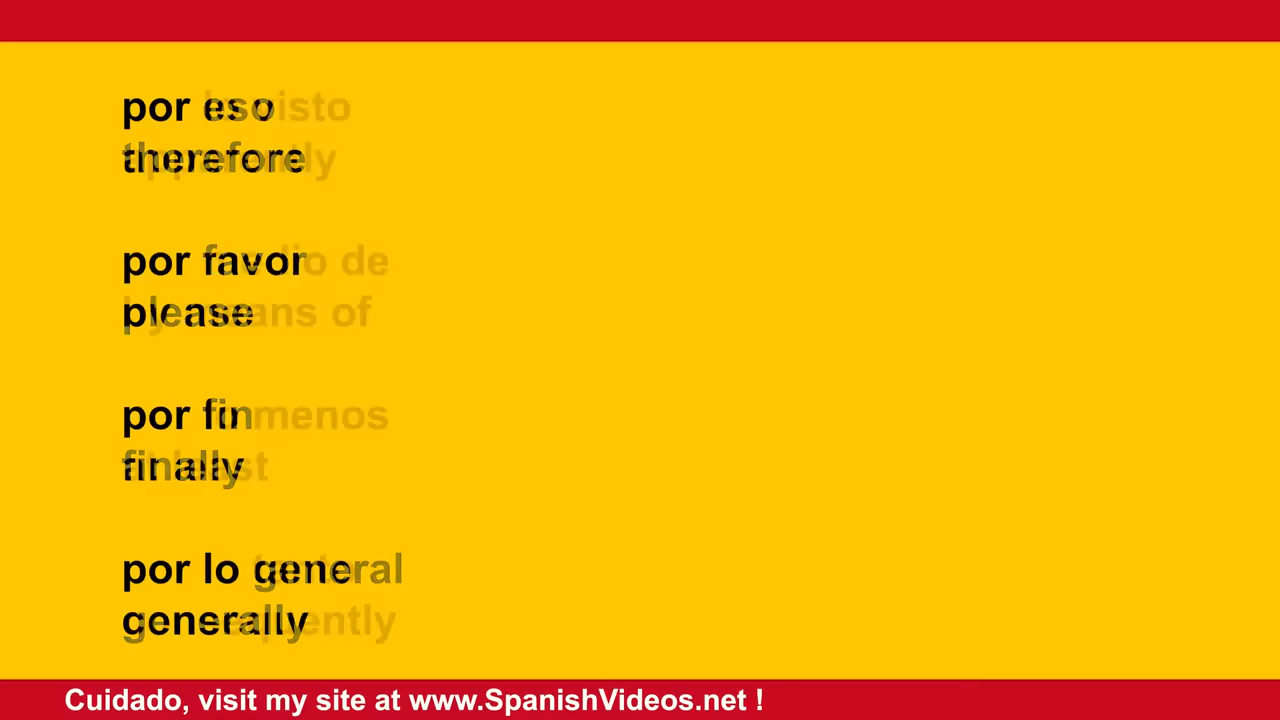 por eso
therefore
por favor
please
por fin
finally
por lo general
generally
Cuidado, visit my site at www.SpanishVideos.net !